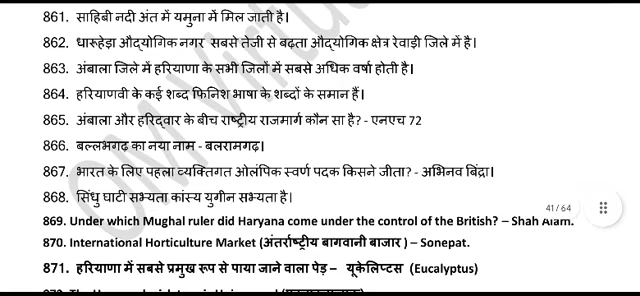 861. साहिबी नदी अंत में यमुना में मिल जाती है।
862. धारूहेड़ा औद्योगिक नगर सबसे तेजी से बढ़ता औद्योगिक क्षेत्र रेवाड़ी जिले में है।
863. अंबाला जिले में हरियाणा के सभी जिलों में सबसे अधिक वर्षा होती है।
864. हरियाणवी के कई शब्द फिनिश भाषा के शब्दों के समान हैं।
865. अंबाला और हरिद्वार के बीच राष्ट्रीय राजमार्ग कौन सा है? - एनएच 72
866. बल्लभगढ़ का नया नाम - बलरामगढ़।
867. भारत के लिए पहला व्यक्तिगत ओलंपिक स्वर्ण पदक किसने जीता? - अभिनव बिंद्रा।
868. सिंधु घाटी सभ्यता कांस्य युगीन सभ्यता है।
41 / 64
869. Under which Mughal ruler did Haryana come under the control of the British? – Shah Alam.
870. International Horticulture Market (अंतर्राष्ट्रीय बागवानी बाजार ) – Sonepat.
871. हरियाणा में सबसे प्रमुख रूप से पाया जाने वाला पेड़ – यूकेलिप्टस (Eucalyptus)